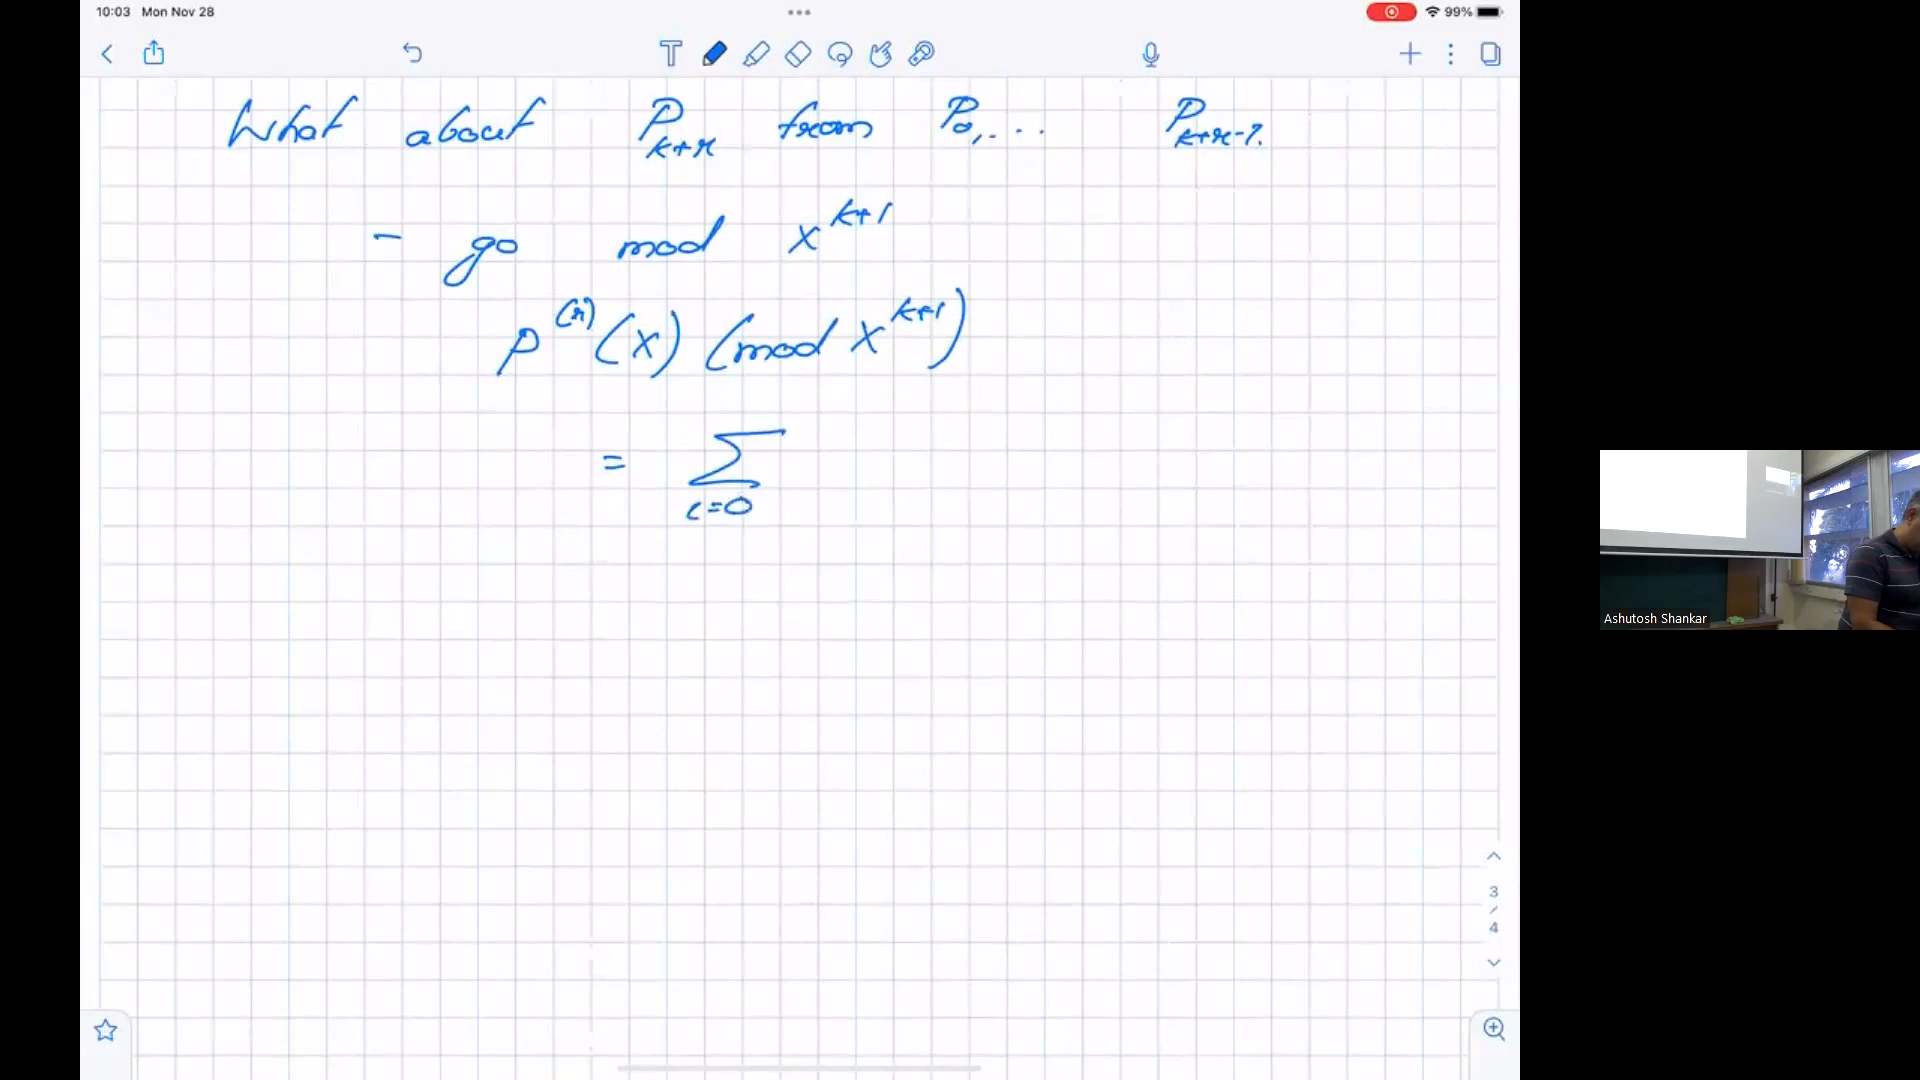 10:03 Mon Nov 28
99%
What about P_{k+r} from P_0, ... P_{k+r-1}.
- go mod x^{k+1}
P^{(r)}(x) (mod x^{k+1})
= Σ_{i=0}
3
/
4
Ashutosh Shankar